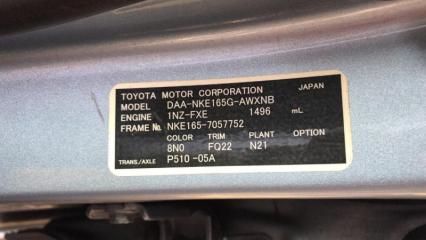 TOYOTA MOTOR CORPORATION JAPAN
MODEL DAA-NKE165G-AWXNB
ENGINE 1NZ-FXE 1496 mL
FRAME No. NKE165-7057752
COLOR TRIM PLANT OPTION
8N0 FQ22 N21
TRANS./AXLE P510 -05A